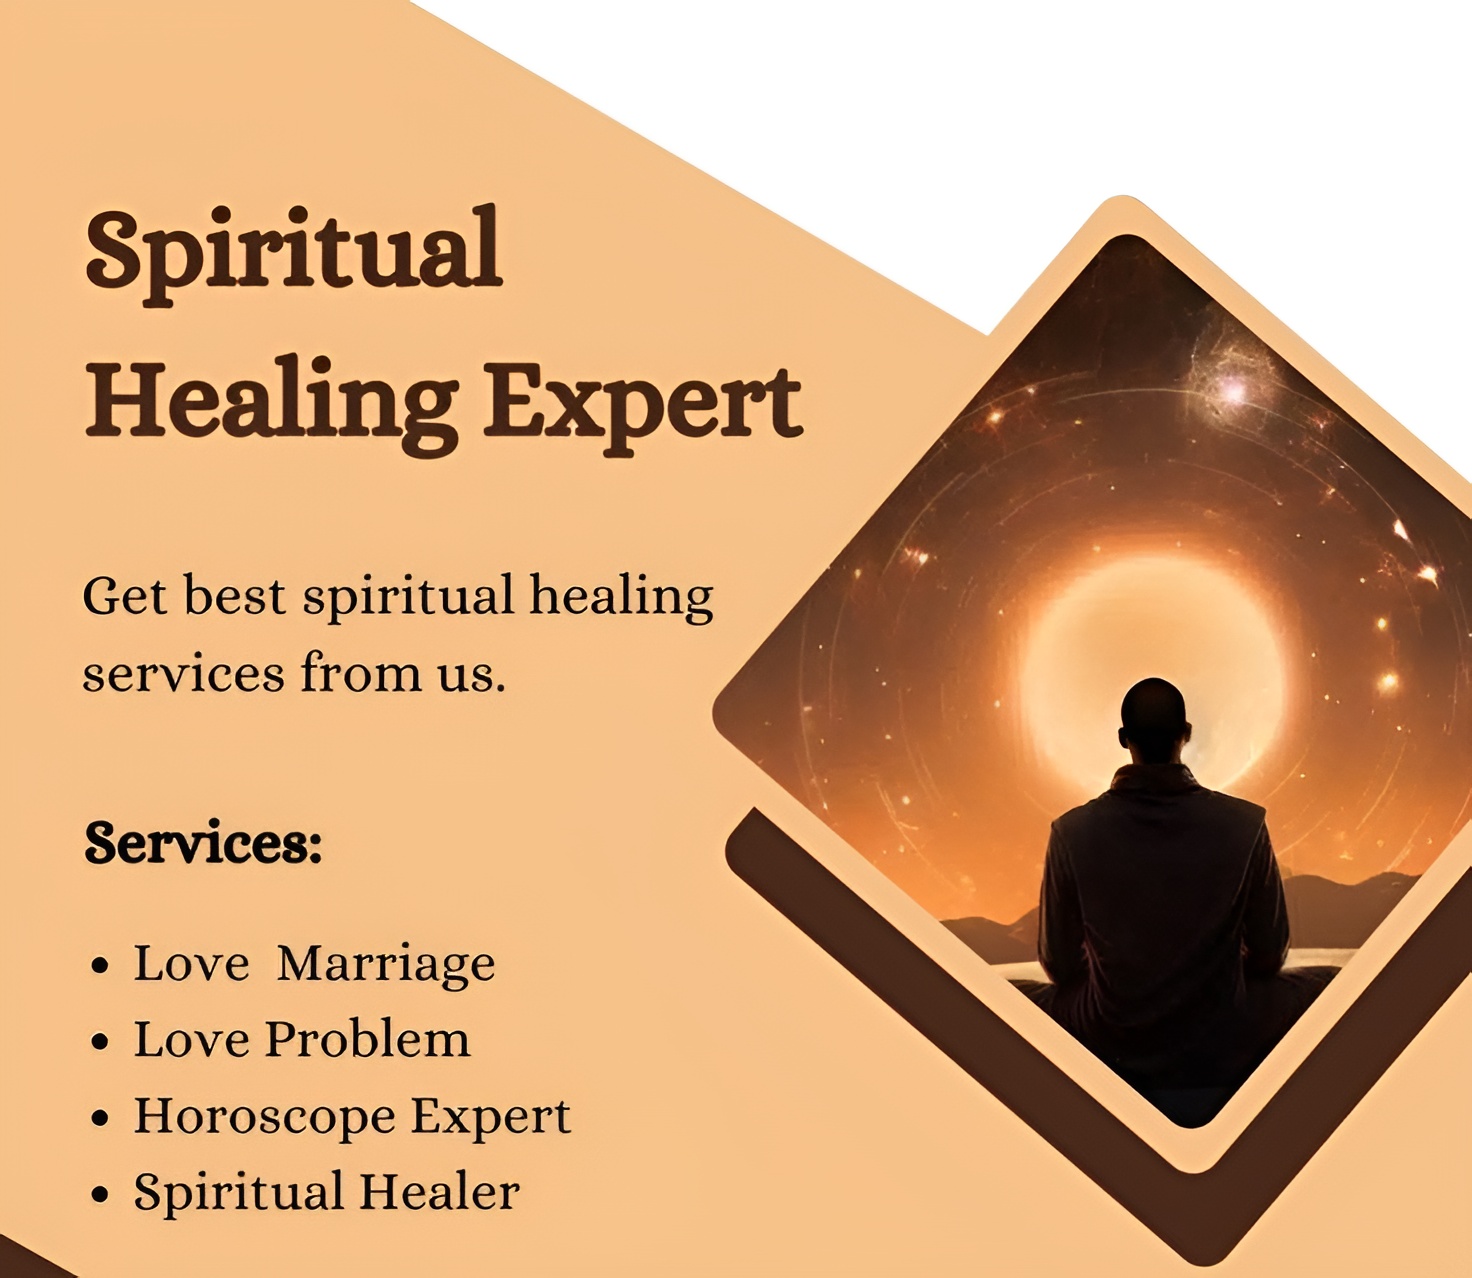 Spiritual
Healing Expert
Get best spiritual healing
services from us.
Services:
• Love  Marriage
• Love Problem
• Horoscope Expert
• Spiritual Healer